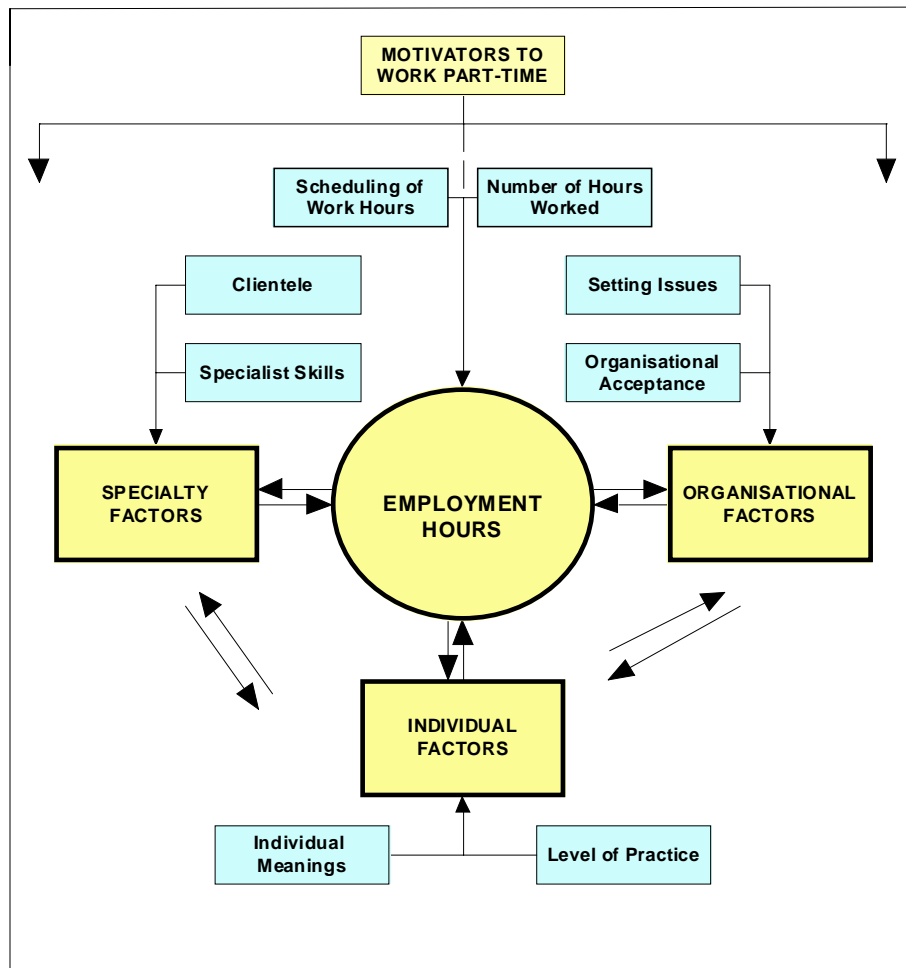 MOTIVATORS TO
WORK PART-TIME
Scheduling of
Work Hours
Number of Hours
Worked
Clientele
Setting Issues
Specialist Skills
Organisational
Acceptance
SPECIALTY
FACTORS
EMPLOYMENT
HOURS
ORGANISATIONAL
FACTORS
INDIVIDUAL
FACTORS
Individual
Meanings
Level of Practice